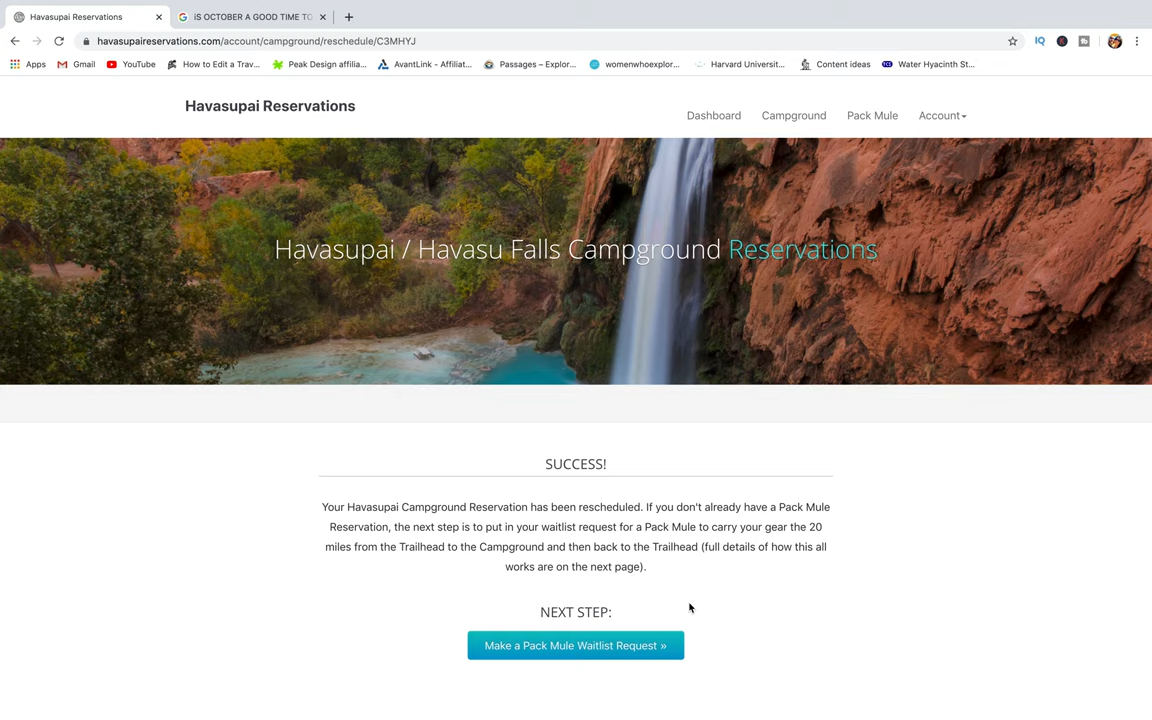 Havasupai Reservations
iS OCTOBER A GOOD TIME TO
havasupaireservations.com/account/campground/reschedule/C3MHYJ
IQ
Apps
Gmail
YouTube
How to Edit a Trav...
Peak Design affilia...
AvantLink - Affiliat...
Passages – Explor...
womenwhoexplor...
Harvard Universit...
Content ideas
Water Hyacinth St...
Havasupai Reservations
Dashboard
Campground
Pack Mule
Account
Havasupai / Havasu Falls Campground Reservations
SUCCESS!
Your Havasupai Campground Reservation has been rescheduled. If you don't already have a Pack Mule
Reservation, the next step is to put in your waitlist request for a Pack Mule to carry your gear the 20
miles from the Trailhead to the Campground and then back to the Trailhead (full details of how this all
works are on the next page).
NEXT STEP:
Make a Pack Mule Waitlist Request »